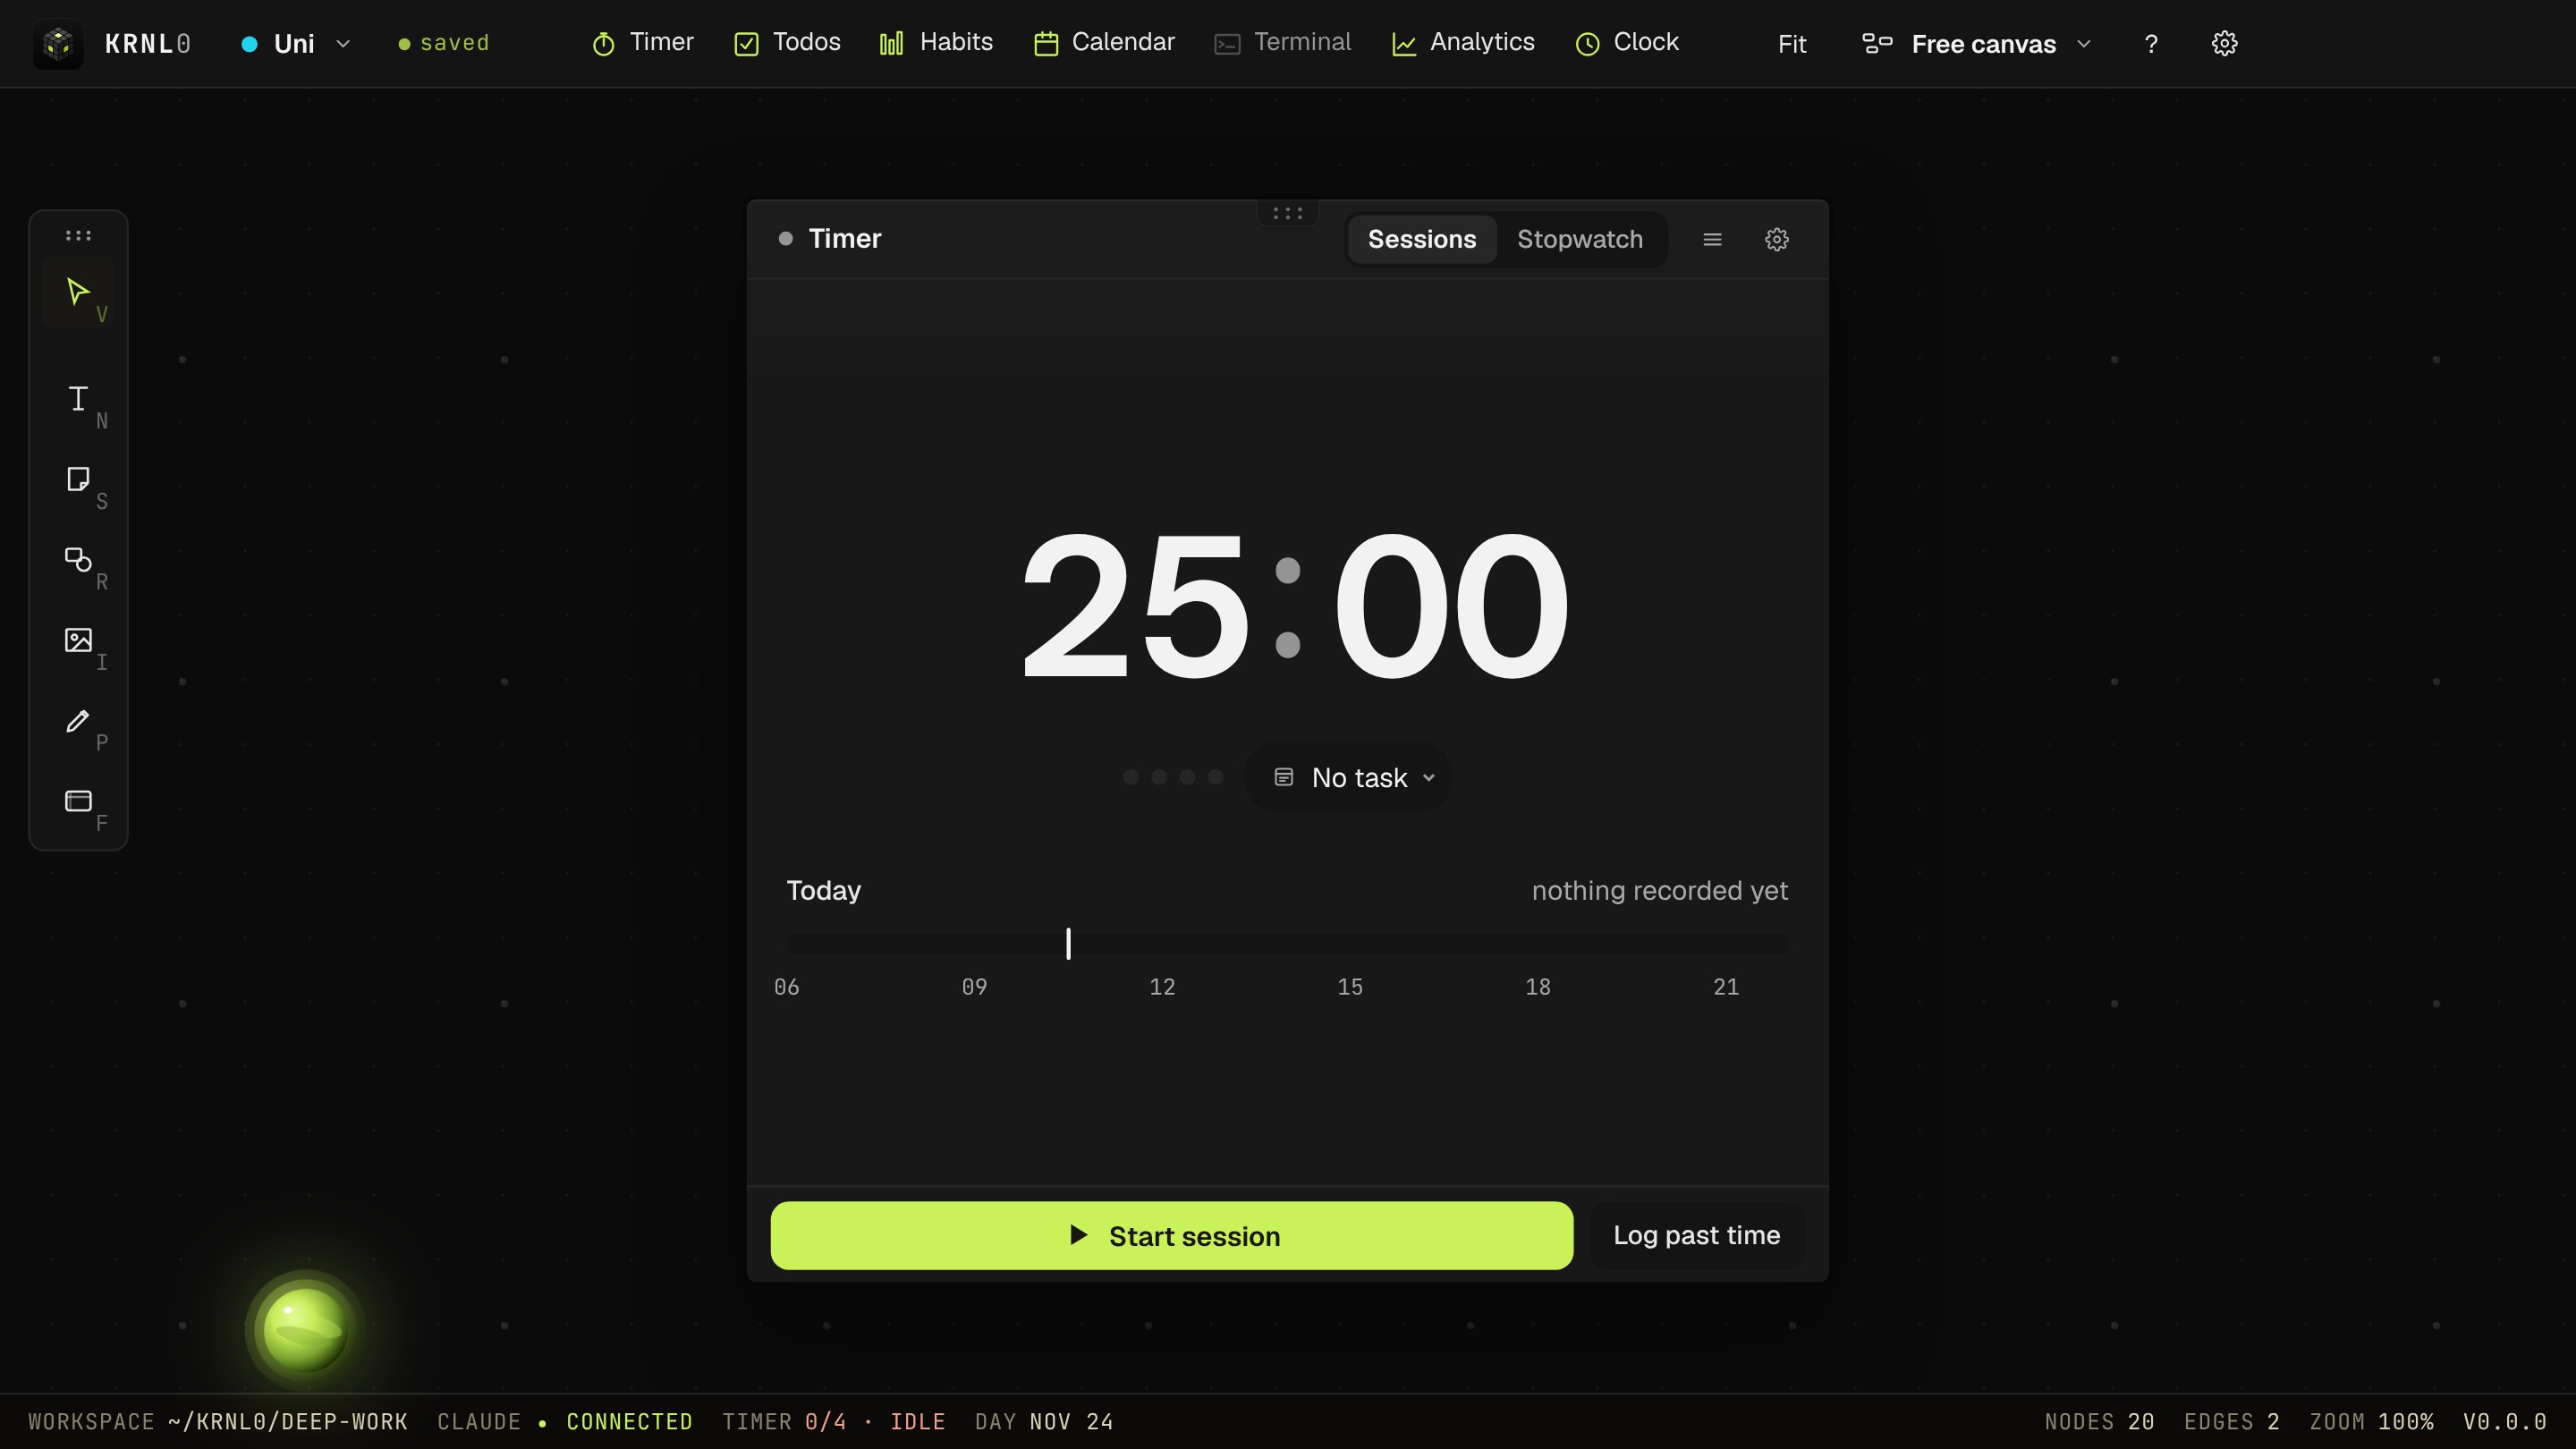 KRNL0 Uni saved Timer Todos Habits Calendar Terminal Analytics Clock Fit Free canvas ?
Timer Sessions Stopwatch
V
N
S
R
I
P
F
25:00
No task
Today nothing recorded yet
06 09 12 15 18 21
Start session Log past time
WORKSPACE ~/KRNL0/DEEP-WORK CLAUDE • CONNECTED TIMER 0/4 · IDLE DAY NOV 24 NODES 20 EDGES 2 ZOOM 100% V0.0.0